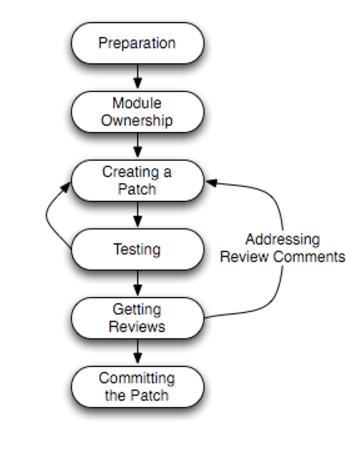 Preparation
Module
Ownership
Creating a
Patch
Testing
Addressing
Review Comments
Getting
Reviews
Committing
the Patch